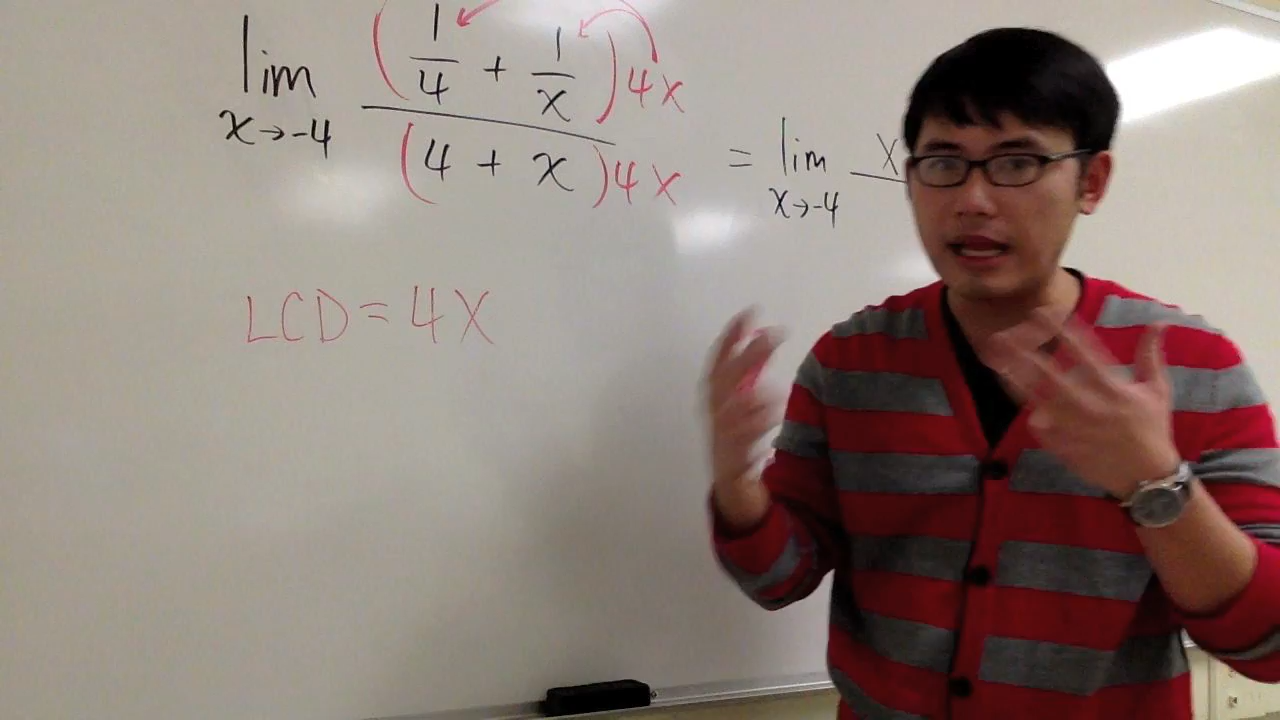 lim x→-4 (1/4 + 1/x)4x / (4 + x)4x
= lim x→-4 x
LCD = 4x